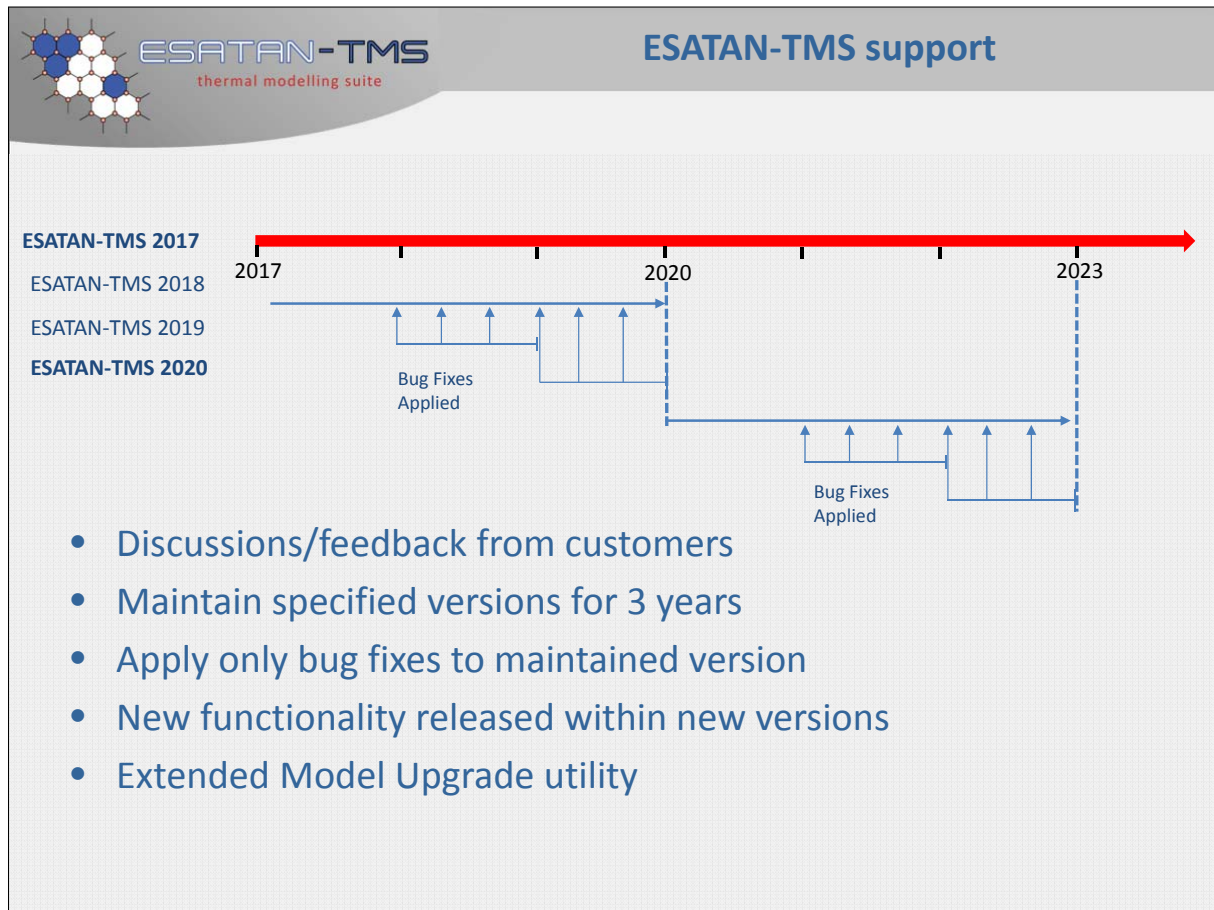 ESATAN-TMS
thermal modelling suite
ESATAN-TMS support
ESATAN-TMS 2017
2017
2020
2023
ESATAN-TMS 2018
ESATAN-TMS 2019
ESATAN-TMS 2020
Bug Fixes
Applied
Bug Fixes
Applied
• Discussions/feedback from customers
• Maintain specified versions for 3 years
• Apply only bug fixes to maintained version
• New functionality released within new versions
• Extended Model Upgrade utility